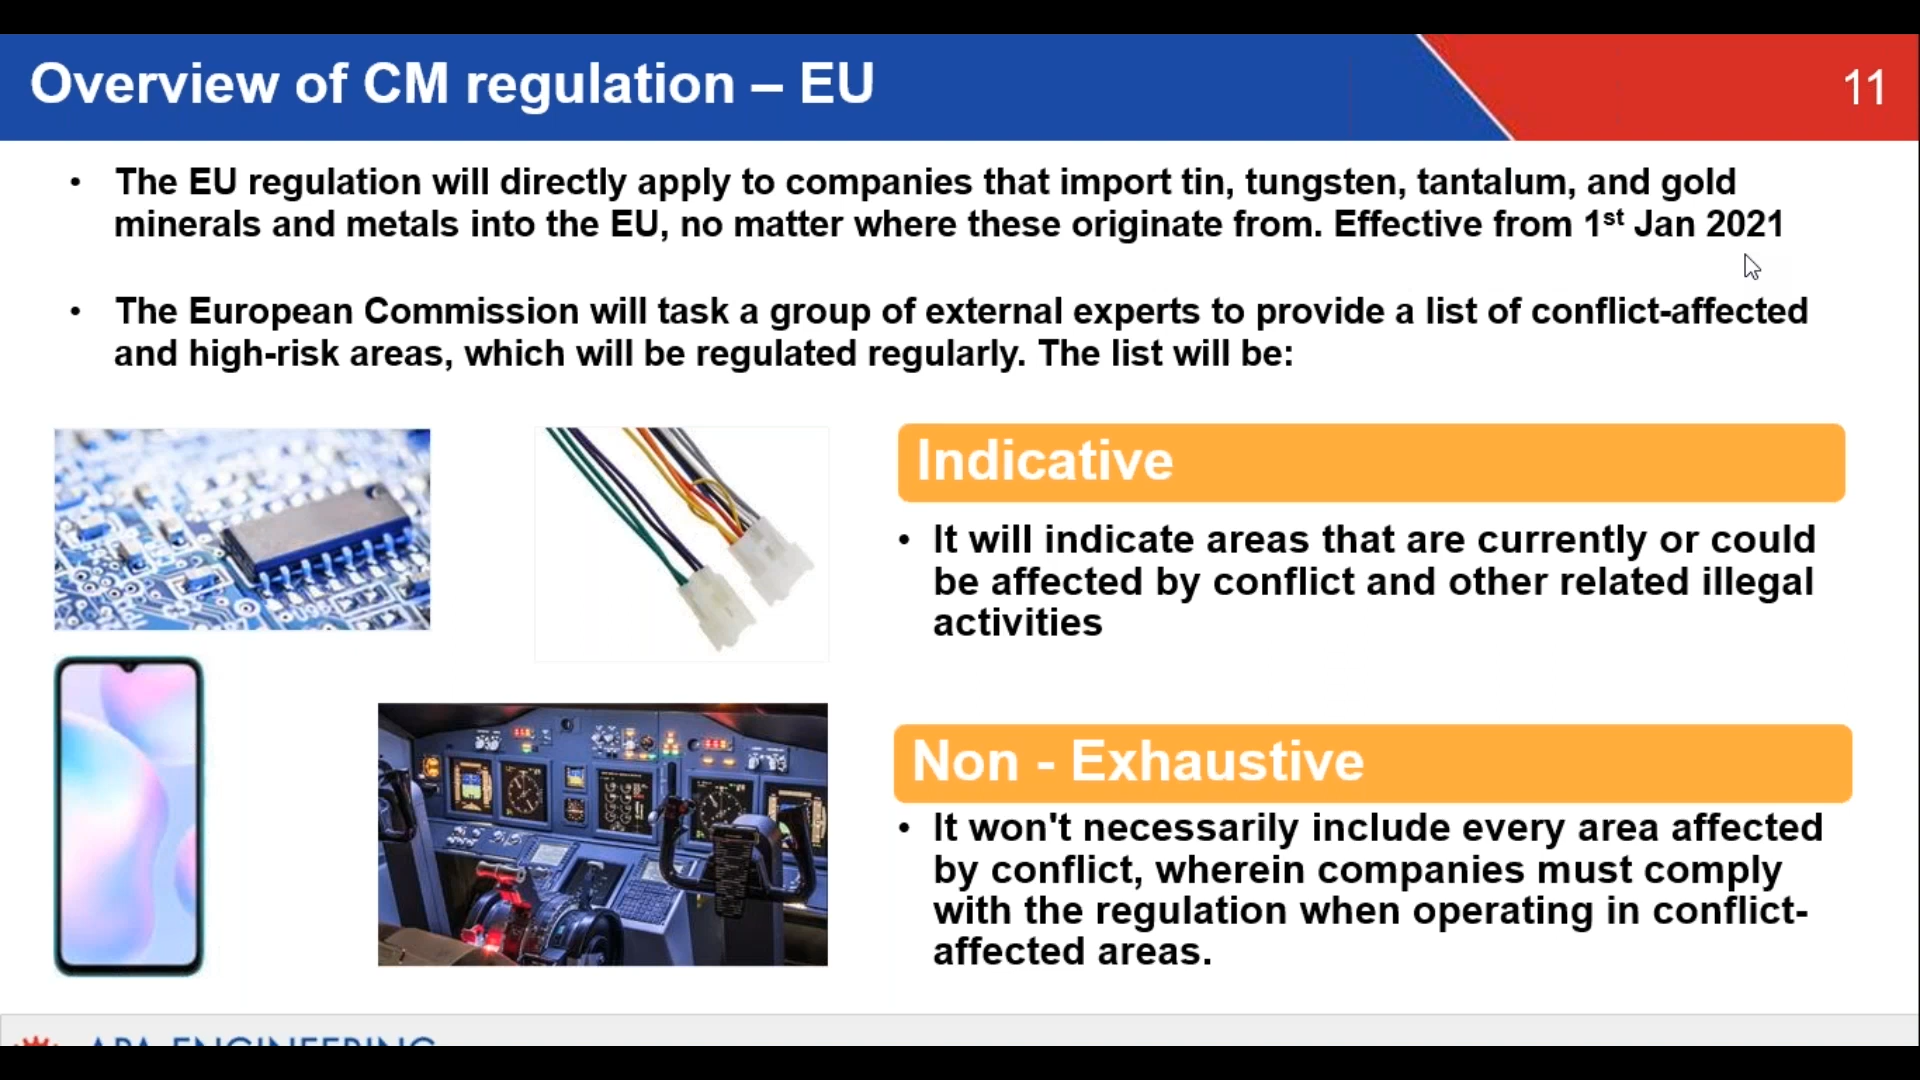 Overview of CM regulation – EU
11
• The EU regulation will directly apply to companies that import tin, tungsten, tantalum, and gold
minerals and metals into the EU, no matter where these originate from. Effective from 1st Jan 2021
• The European Commission will task a group of external experts to provide a list of conflict-affected
and high-risk areas, which will be regulated regularly. The list will be:
Indicative
• It will indicate areas that are currently or could
be affected by conflict and other related illegal
activities
Non - Exhaustive
• It won't necessarily include every area affected
by conflict, wherein companies must comply
with the regulation when operating in conflict-
affected areas.
APA ENGINEERING